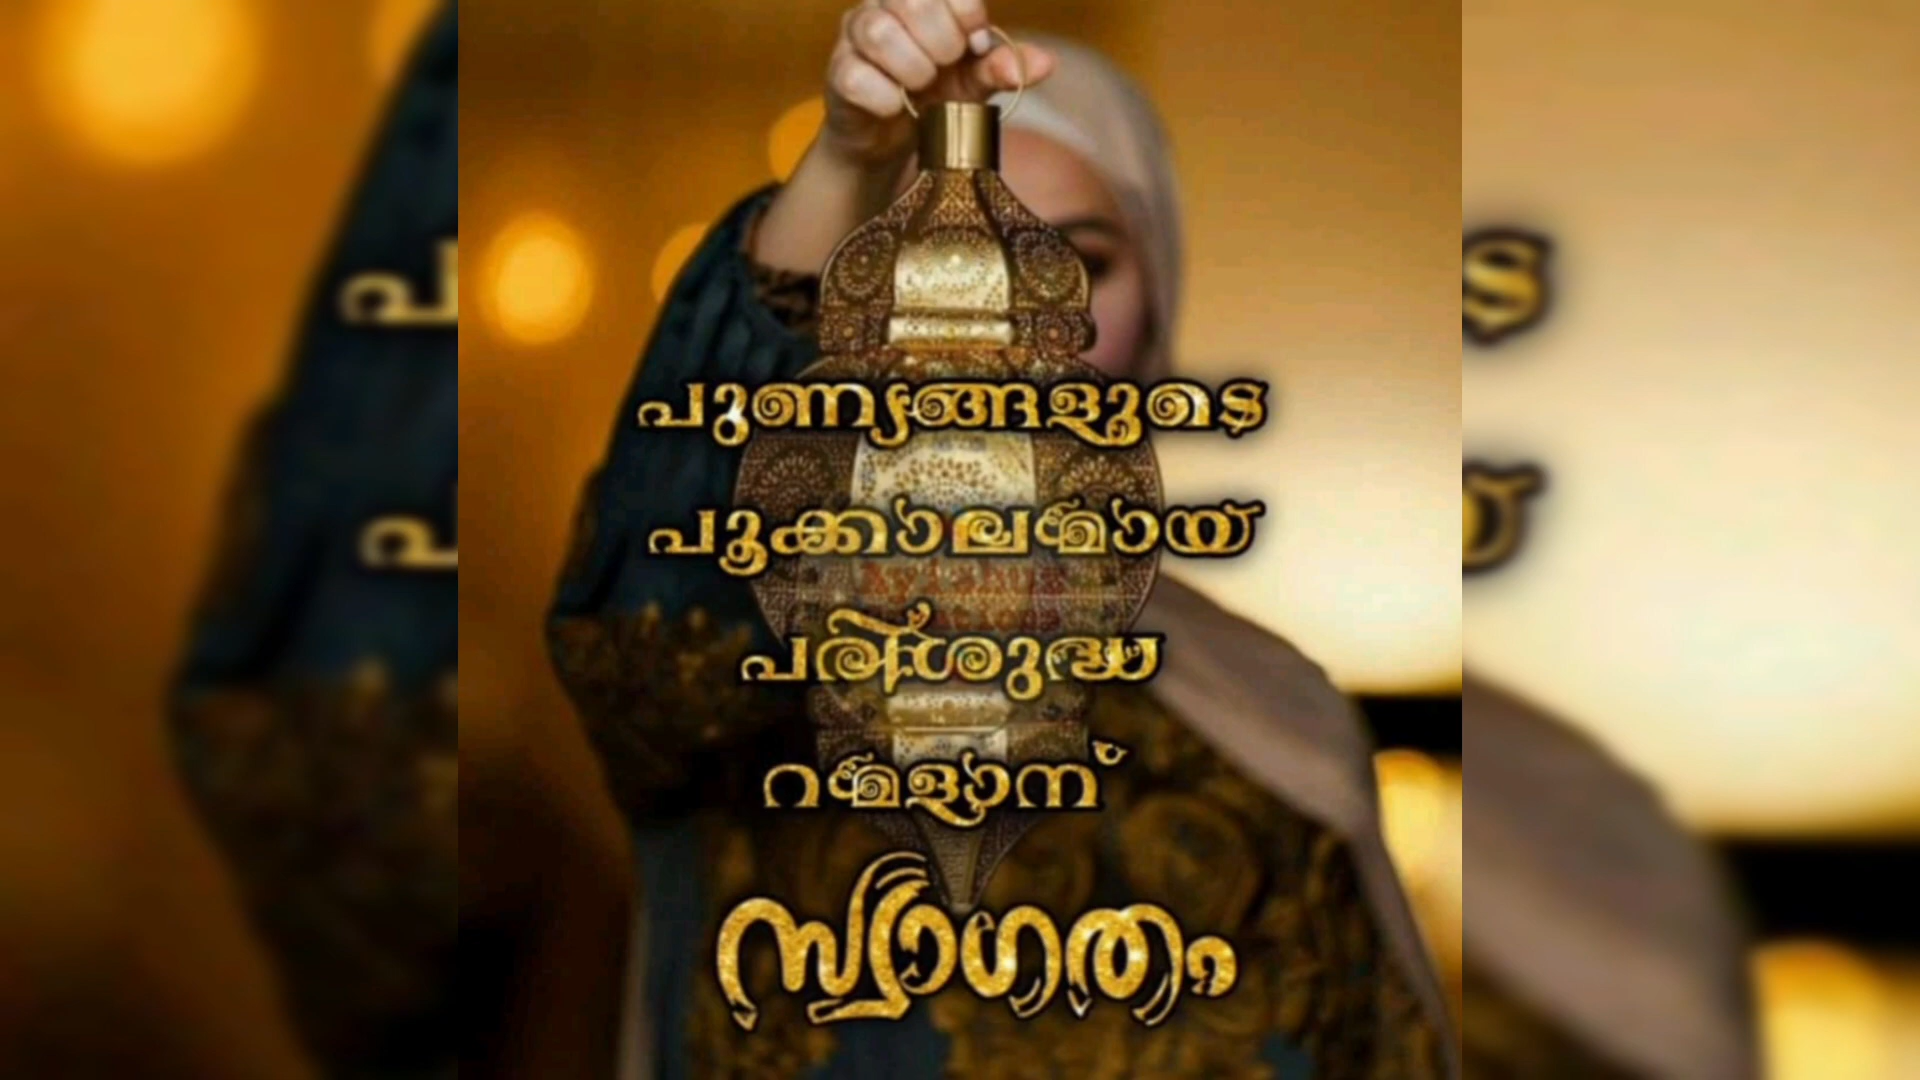 പുണ്യങ്ങളുടെ
പൂക്കാലമായ്
പരിശുദ്ധ
റമളാന്
സ്വാഗതം